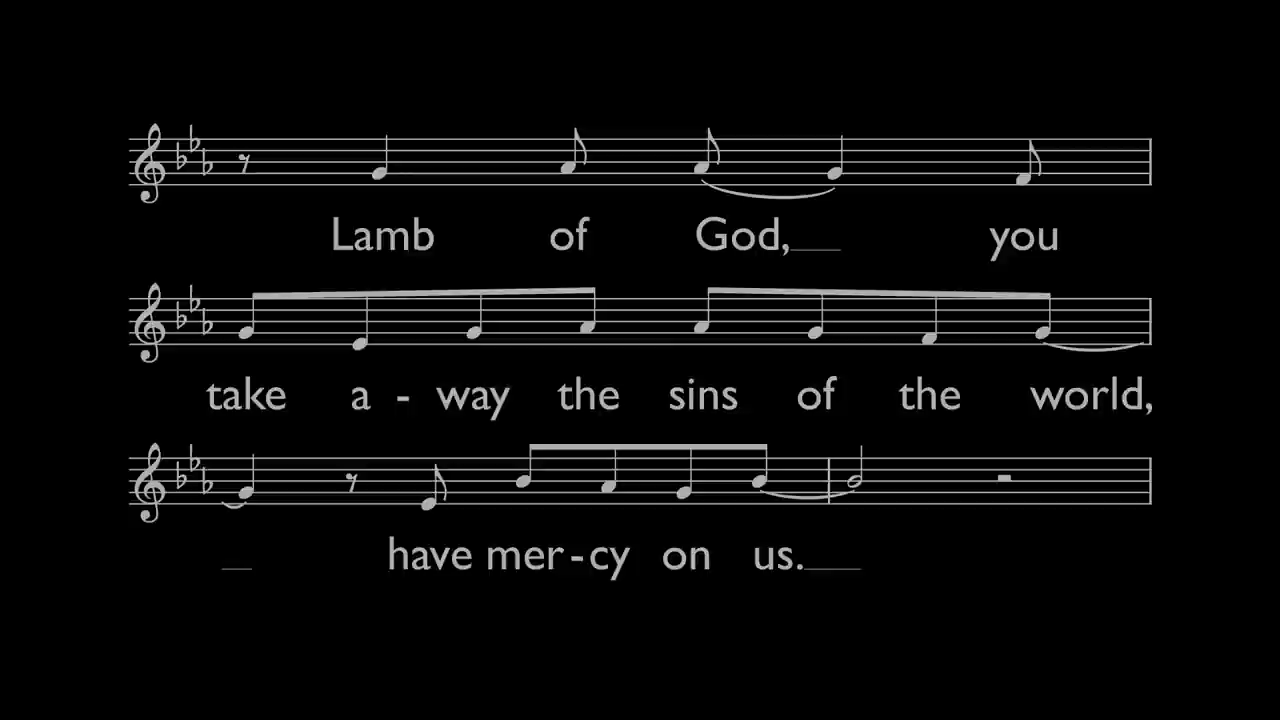 Lamb of God, you
take a - way the sins of the world,
have mer - cy on us.